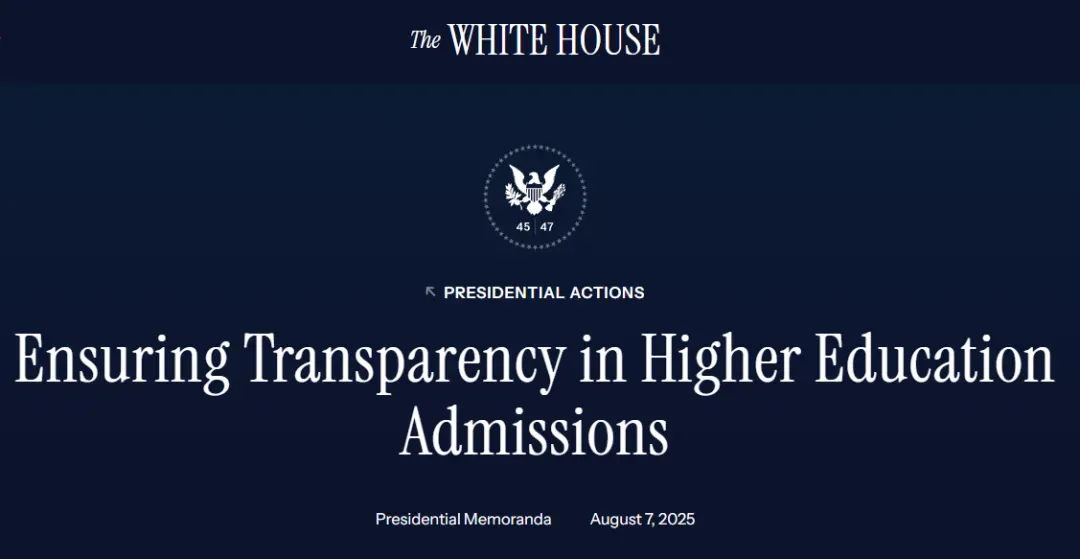 The WHITE HOUSE
45 47
PRESIDENTIAL ACTIONS
Ensuring Transparency in Higher Education
Admissions
Presidential Memoranda August 7, 2025